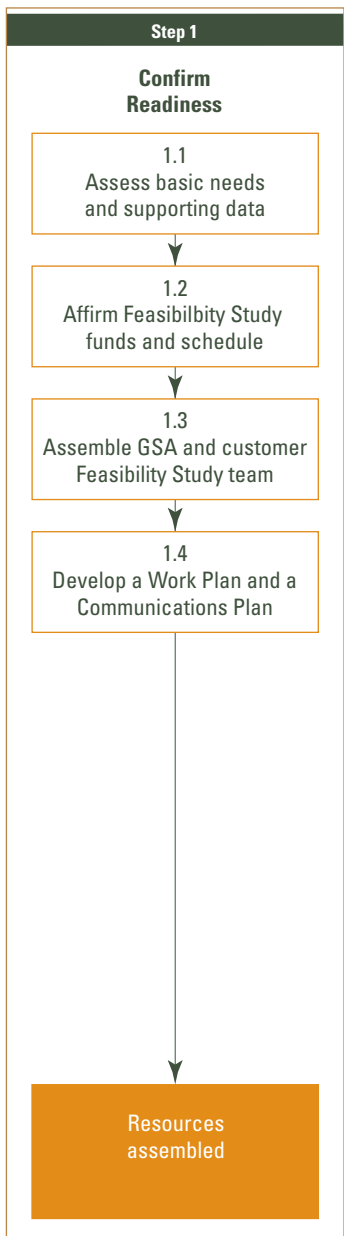 Step 1
Confirm
Readiness
1.1
Assess basic needs
and supporting data
1.2
Affirm Feasibilbity Study
funds and schedule
1.3
Assemble GSA and customer
Feasibility Study team
1.4
Develop a Work Plan and a
Communications Plan
Resources
assembled